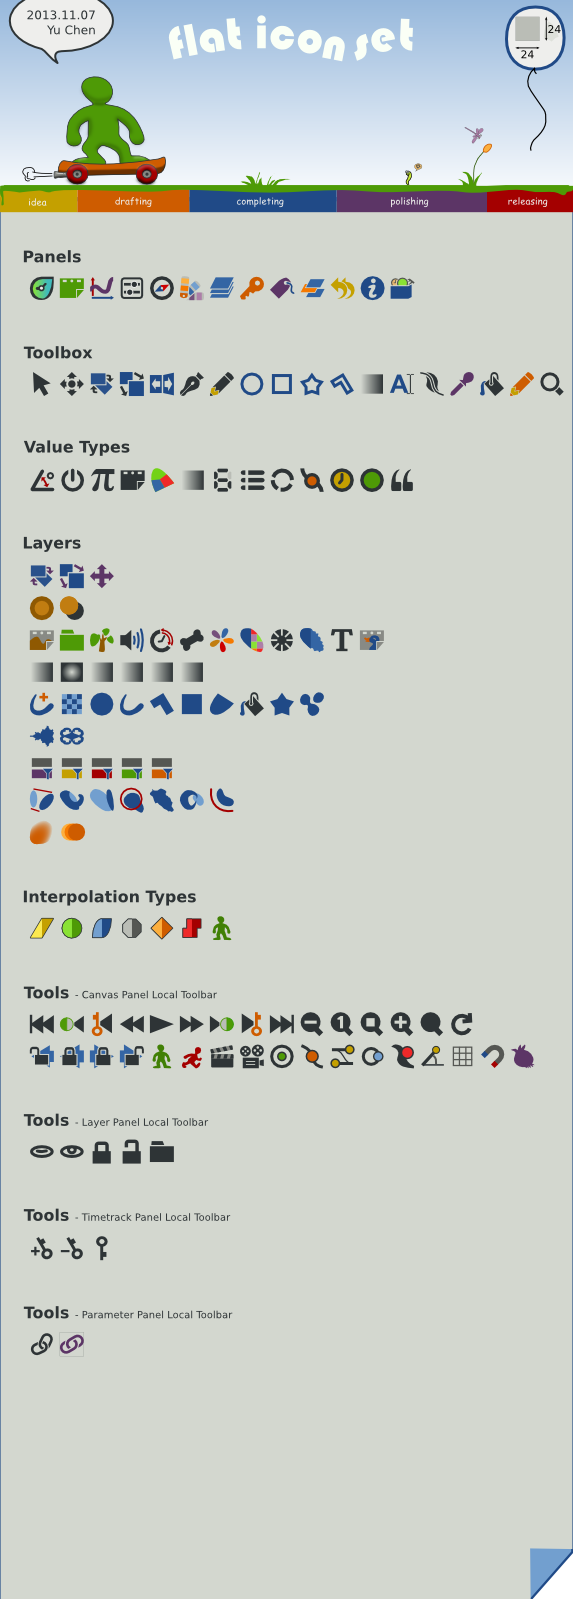 2013.11.07
Yu Chen
flat icon set
24
24
idea drafting completing polishing releasing
Panels
Toolbox
A
Value Types
π
Layers
T
Interpolation Types
Tools - Canvas Panel Local Toolbar
1
Tools - Layer Panel Local Toolbar
Tools - Timetrack Panel Local Toolbar
Tools - Parameter Panel Local Toolbar